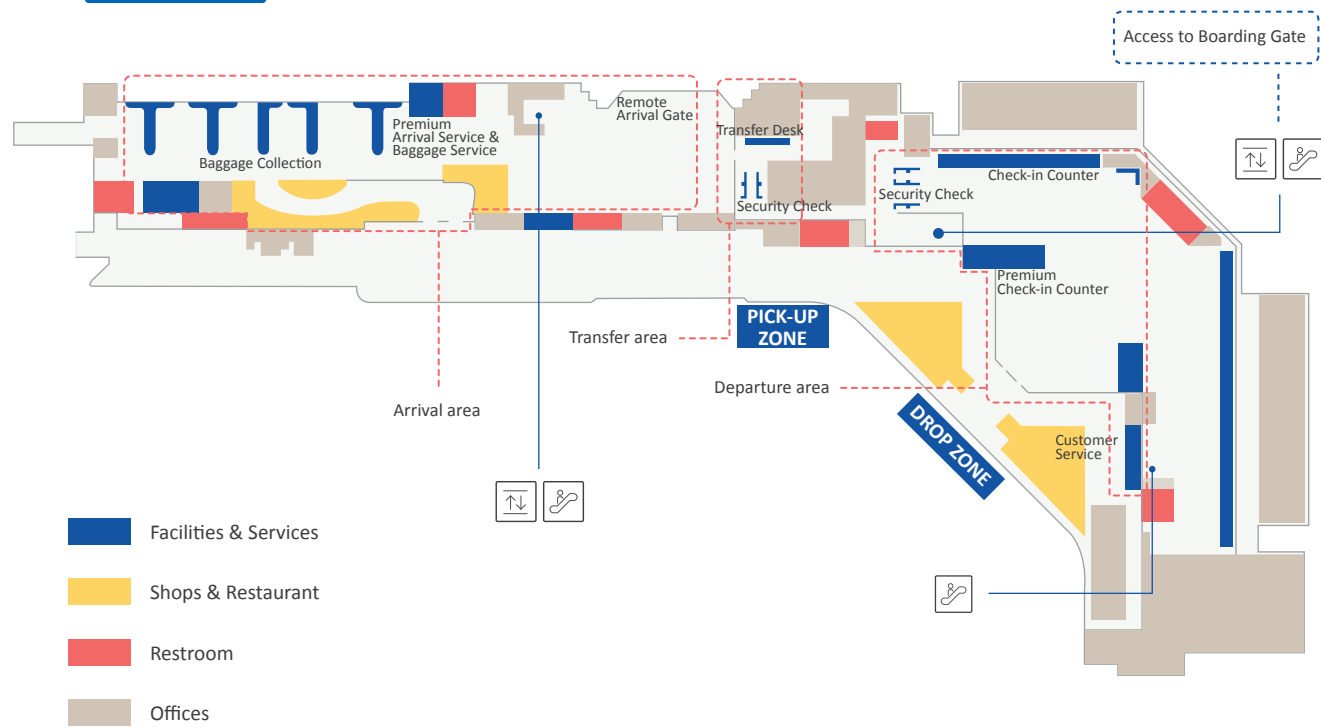 Access to Boarding Gate
Remote
Arrival Gate
Premium
Arrival Service &
Baggage Service
Transfer Desk
Baggage Collection
Check-in Counter
Security Check
Security Check
Premium
Check-in Counter
PICK-UP
ZONE
Transfer area
Departure area
Arrival area
DROP ZONE
Customer
Service
Facilities & Services
Shops & Restaurant
Restroom
Offices